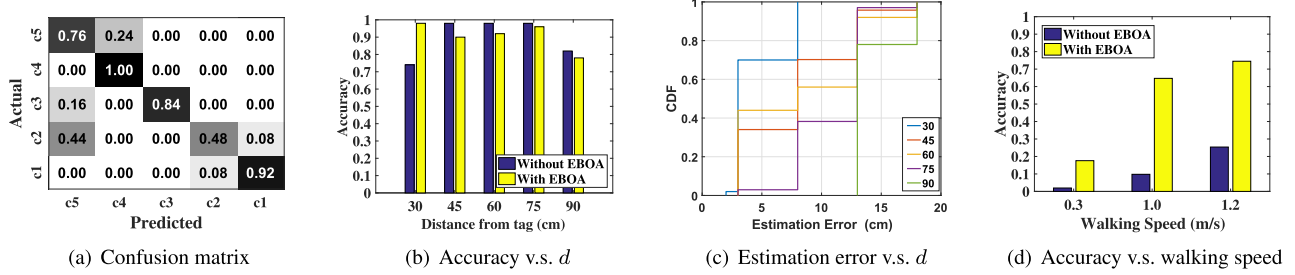 Actual
c5 0.76 0.24 0.00 0.00 0.00
c4 0.00 1.00 0.00 0.00 0.00
c3 0.16 0.00 0.84 0.00 0.00
c2 0.44 0.00 0.00 0.48 0.08
c1 0.00 0.00 0.00 0.08 0.92
c5 c4 c3 c2 c1
Predicted
(a) Confusion matrix
Accuracy
1
0.9
0.8
0.7
0.6
0.5
0.4
0.3
0.2
0.1
0
Without EBOA
With EBOA
30 45 60 75 90
Distance from tag (cm)
(b) Accuracy v.s. d
CDF
1
0.8
0.6
0.4
0.2
0
30
45
60
75
90
0 5 10 15 20
Estimation Error (cm)
(c) Estimation error v.s. d
Accuracy
1
0.9
0.8
0.7
0.6
0.5
0.4
0.3
0.2
0.1
0
Without EBOA
With EBOA
0.3 1.0 1.2
Walking Speed (m/s)
(d) Accuracy v.s. walking speed